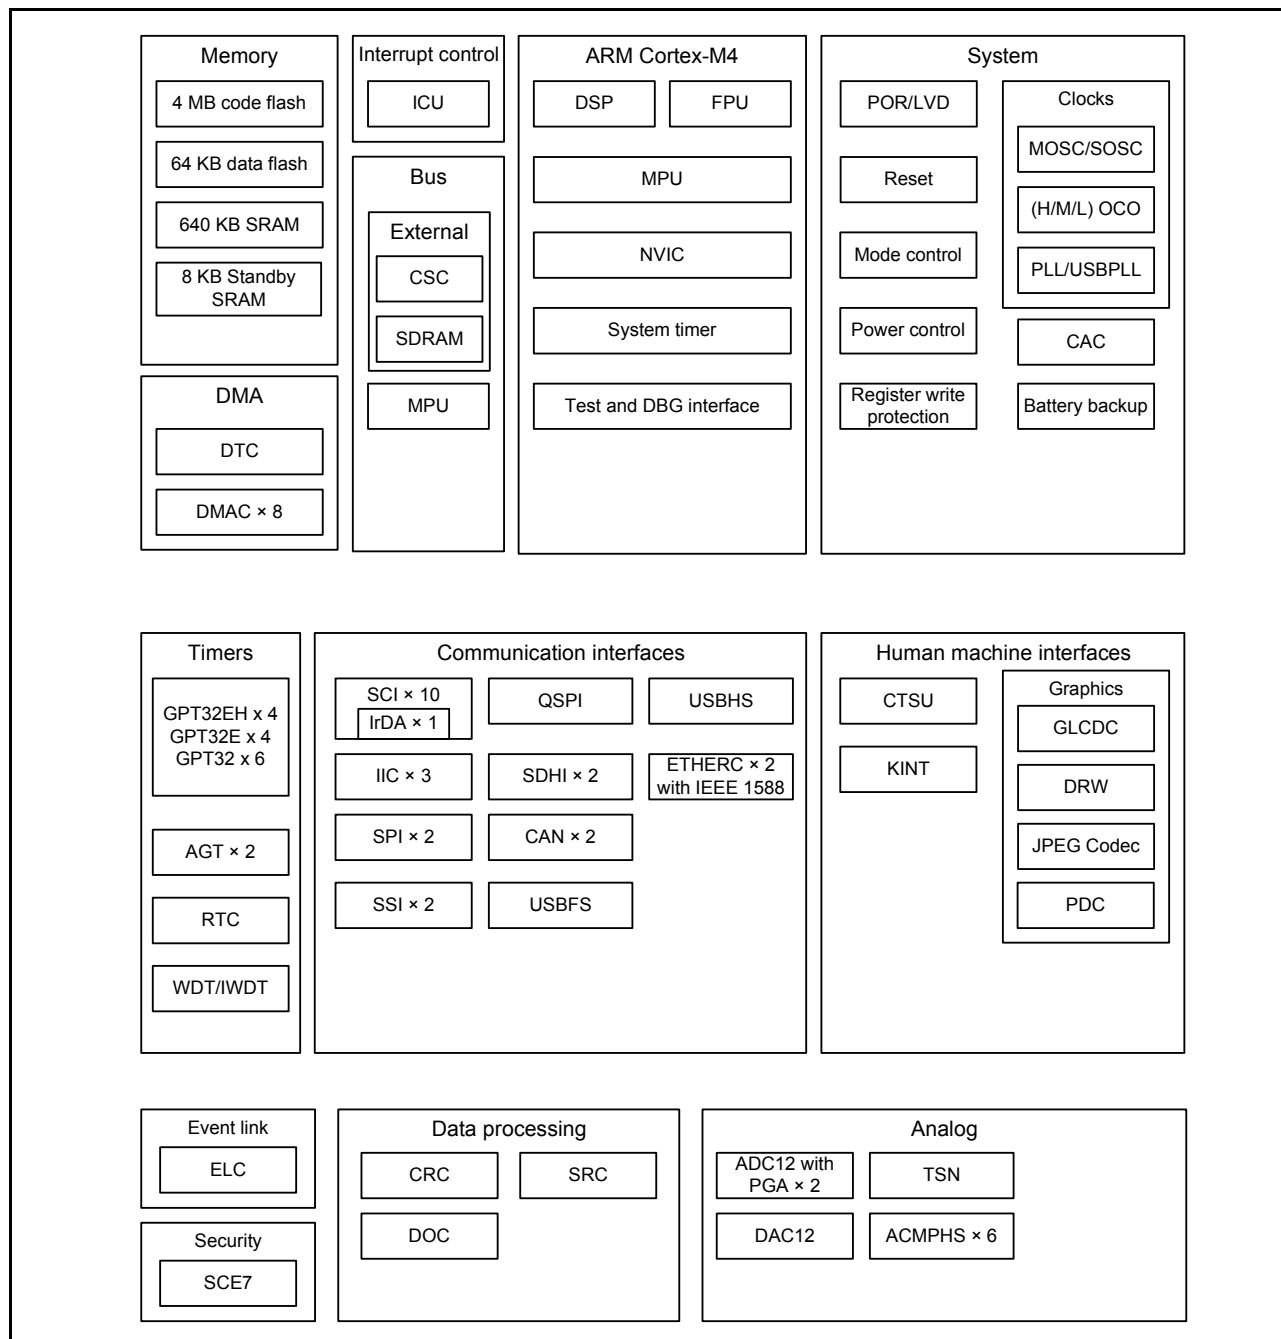 Memory
4 MB code flash
64 KB data flash
640 KB SRAM
8 KB Standby
SRAM
DMA
DTC
DMAC × 8
Interrupt control
ICU
Bus
External
CSC
SDRAM
MPU
ARM Cortex-M4
DSP
FPU
MPU
NVIC
System timer
Test and DBG interface
System
POR/LVD
Reset
Mode control
Power control
Register write
protection
Clocks
MOSC/SOSC
(H/M/L) OCO
PLL/USBPLL
CAC
Battery backup
Timers
GPT32EH x 4
GPT32E x 4
GPT32 x 6
AGT × 2
RTC
WDT/IWDT
Communication interfaces
SCI × 10
IrDA × 1
IIC × 3
SPI × 2
SSI × 2
QSPI
SDHI × 2
CAN × 2
USBFS
USBHS
ETHERC × 2
with IEEE 1588
Human machine interfaces
CTSU
KINT
Graphics
GLCDC
DRW
JPEG Codec
PDC
Event link
ELC
Security
SCE7
Data processing
CRC
SRC
DOC
Analog
ADC12 with
PGA × 2
TSN
DAC12
ACMPHS × 6